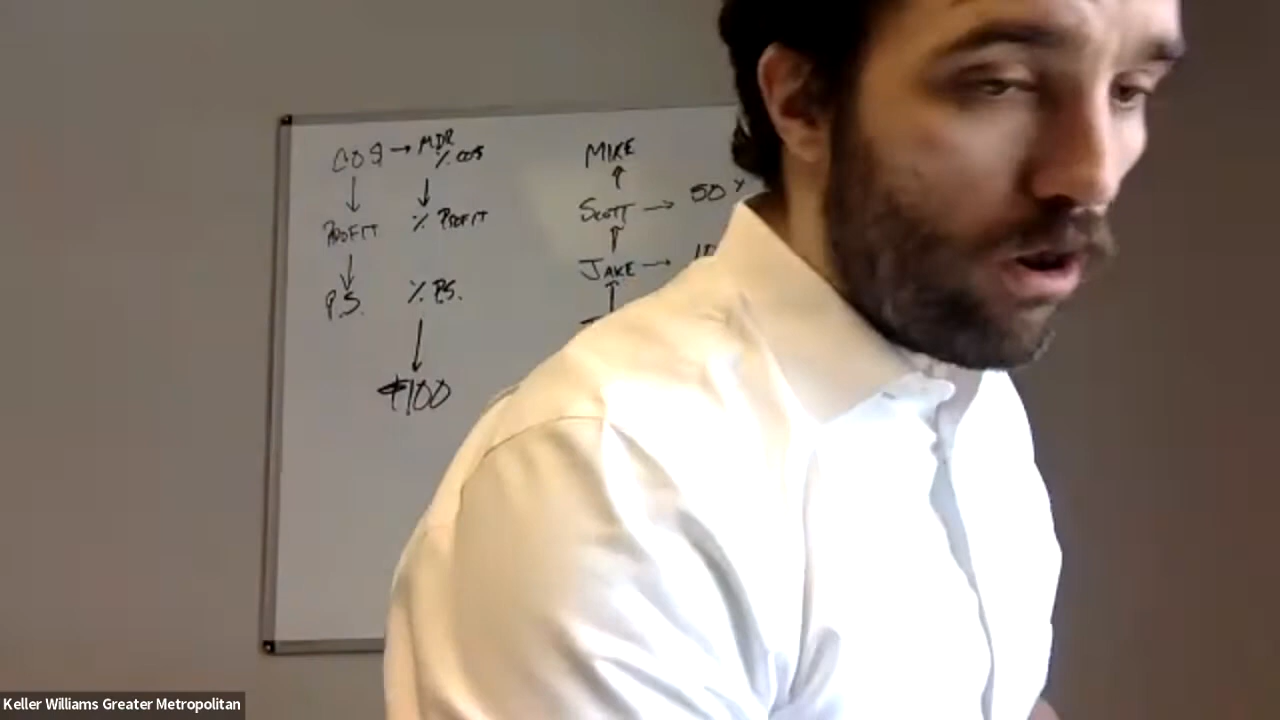 COS → MDR
% COS
↓ ↓
PROFIT % PROFIT
↓
P.S. % P.S.
↓
$100
MIKE
↑
SCOTT → 50%
↑
JAKE →
↑
Keller Williams Greater Metropolitan